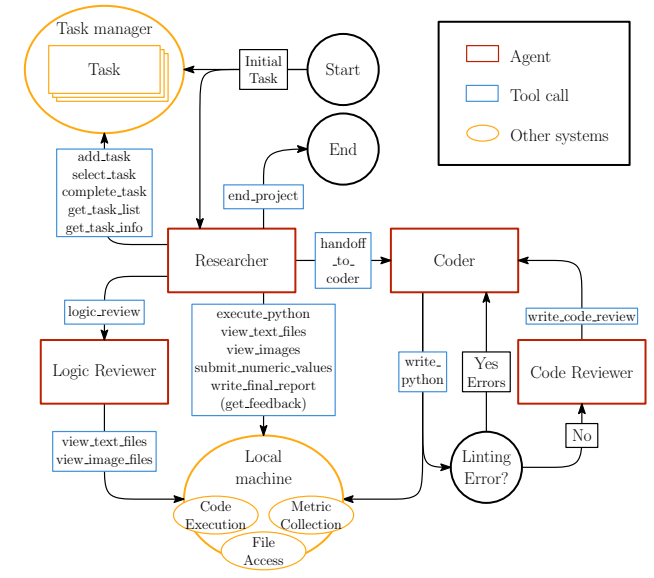 Task manager
Task
Initial
Task
Start
Agent
Tool call
Other systems
End
add_task
select_task
complete_task
get_task_list
get_task_info
end_project
Researcher
handoff
_to_
coder
Coder
logic_review
execute_python
view_text_files
view_images
submit_numeric_values
write_final_report
(get_feedback)
write_code_review
Logic Reviewer
write_
python
Yes
Errors
Code Reviewer
view_text_files
view_image_files
Local
machine
Linting
Error?
No
Code
Execution
Metric
Collection
File
Access